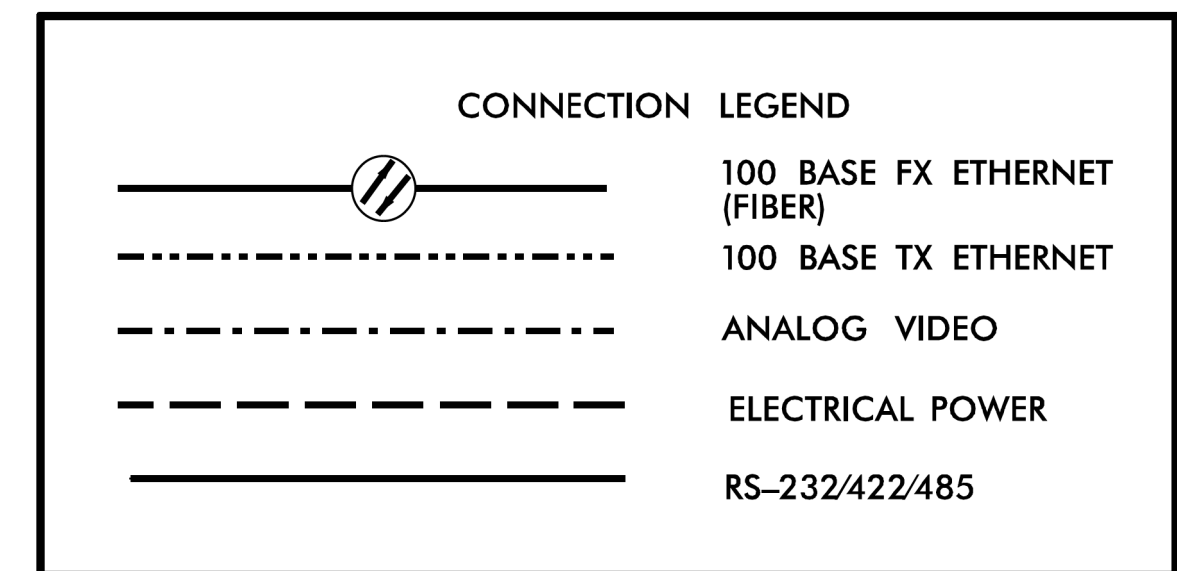 CONNECTION LEGEND
100 BASE FX ETHERNET
(FIBER)
100 BASE TX ETHERNET
ANALOG VIDEO
ELECTRICAL POWER
RS–232/422/485